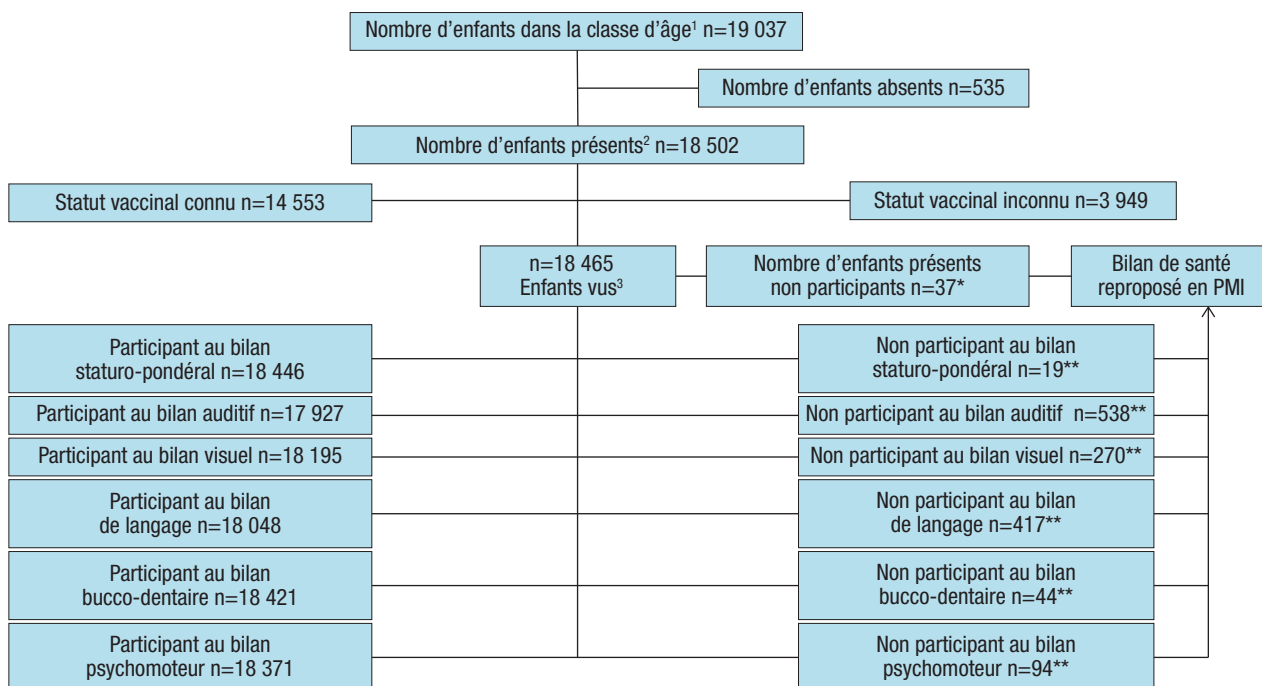 Nombre d'enfants dans la classe d'âge¹ n=19 037
Nombre d'enfants absents n=535
Nombre d'enfants présents² n=18 502
Statut vaccinal connu n=14 553
Statut vaccinal inconnu n=3 949
n=18 465
Enfants vus³
Nombre d'enfants présents
non participants n=37*
Bilan de santé
reproposé en PMI
Participant au bilan
staturo-pondéral n=18 446
Non participant au bilan
staturo-pondéral n=19**
Participant au bilan auditif n=17 927
Non participant au bilan auditif n=538**
Participant au bilan visuel n=18 195
Non participant au bilan visuel n=270**
Participant au bilan
de langage n=18 048
Non participant au bilan
de langage n=417**
Participant au bilan
bucco-dentaire n=18 421
Non participant au bilan
bucco-dentaire n=44**
Participant au bilan
psychomoteur n=18 371
Non participant au bilan
psychomoteur n=94**